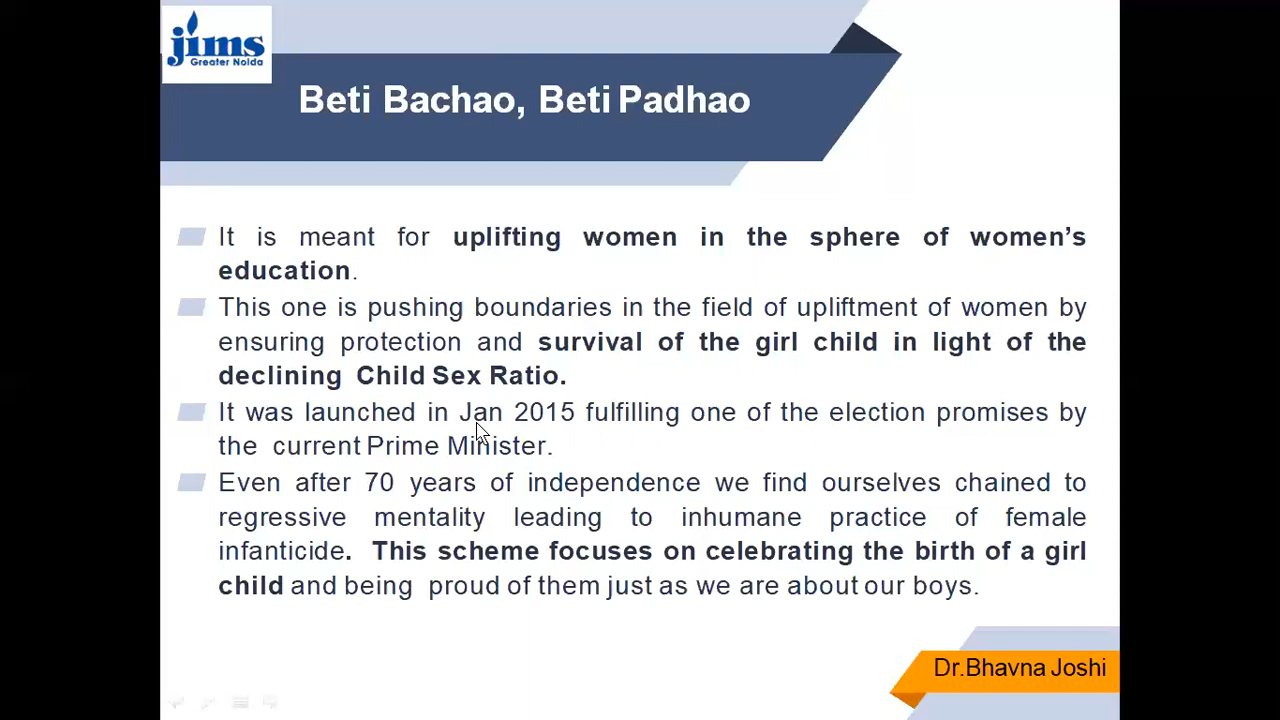 jims
Greater Noida
Beti Bachao, Beti Padhao
It is meant for uplifting women in the sphere of women's
education.
This one is pushing boundaries in the field of upliftment of women by
ensuring protection and survival of the girl child in light of the
declining Child Sex Ratio.
It was launched in Jan 2015 fulfilling one of the election promises by
the current Prime Minister.
Even after 70 years of independence we find ourselves chained to
regressive mentality leading to inhumane practice of female
infanticide. This scheme focuses on celebrating the birth of a girl
child and being proud of them just as we are about our boys.
Dr.Bhavna Joshi